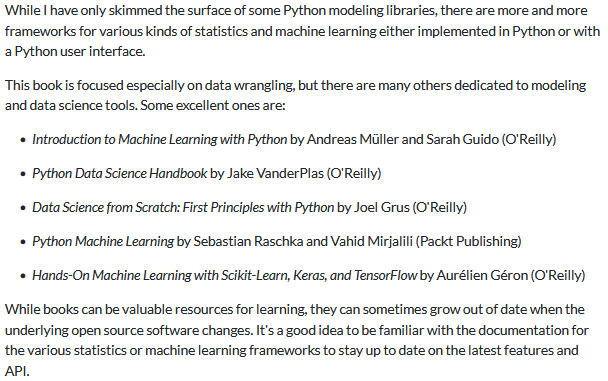 While I have only skimmed the surface of some Python modeling libraries, there are more and more
frameworks for various kinds of statistics and machine learning either implemented in Python or with
a Python user interface.
This book is focused especially on data wrangling, but there are many others dedicated to modeling
and data science tools. Some excellent ones are:
• Introduction to Machine Learning with Python by Andreas Müller and Sarah Guido (O'Reilly)
• Python Data Science Handbook by Jake VanderPlas (O'Reilly)
• Data Science from Scratch: First Principles with Python by Joel Grus (O'Reilly)
• Python Machine Learning by Sebastian Raschka and Vahid Mirjalili (Packt Publishing)
• Hands-On Machine Learning with Scikit-Learn, Keras, and TensorFlow by Aurélien Géron (O'Reilly)
While books can be valuable resources for learning, they can sometimes grow out of date when the
underlying open source software changes. It's a good idea to be familiar with the documentation for
the various statistics or machine learning frameworks to stay up to date on the latest features and
API.